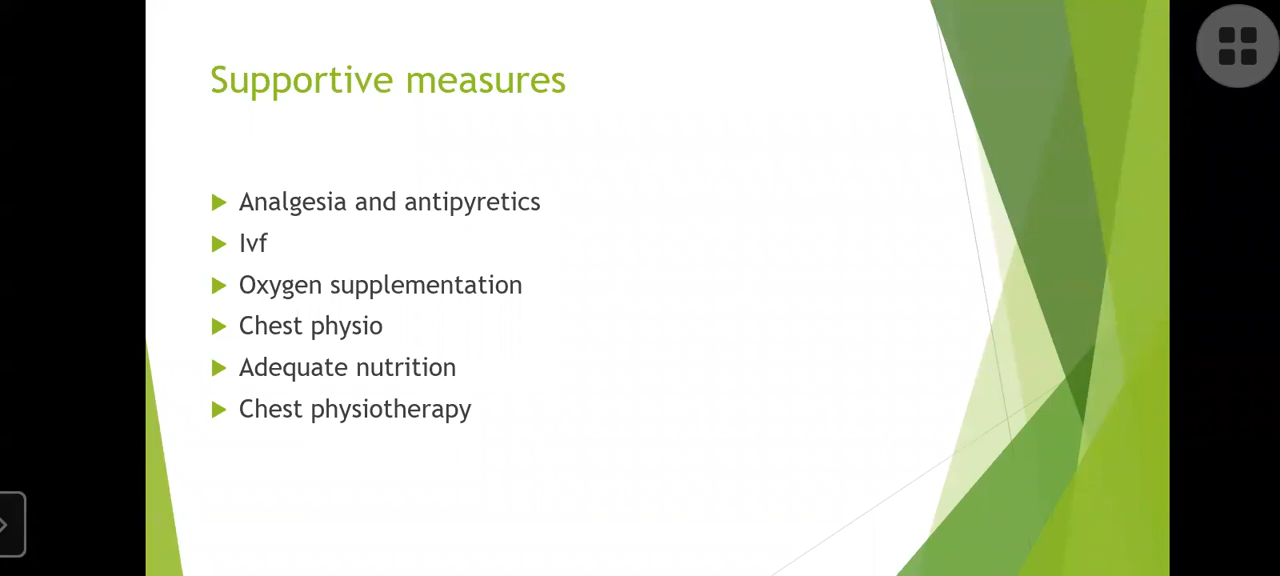 Supportive measures
Analgesia and antipyretics
Ivf
Oxygen supplementation
Chest physio
Adequate nutrition
Chest physiotherapy